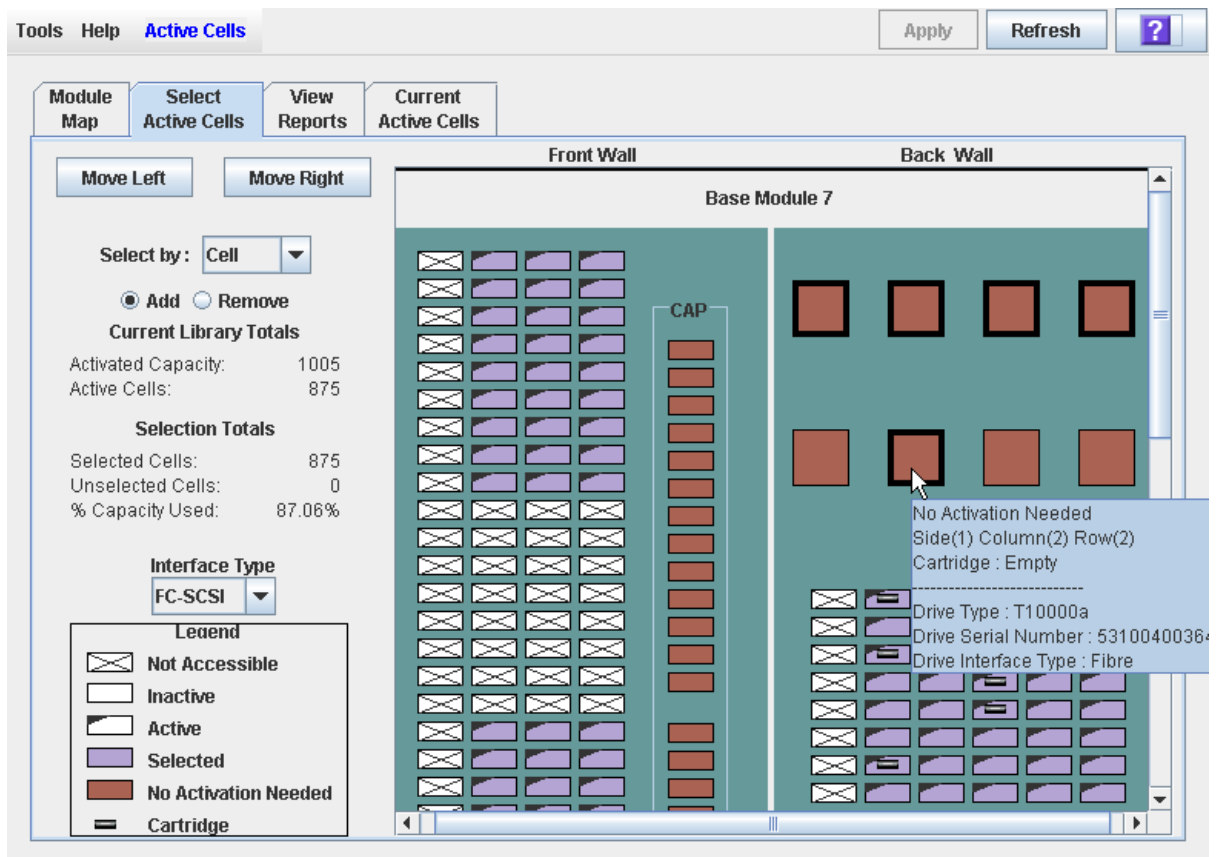 Tools Help Active Cells Apply Refresh ?
Module Map
Select Active Cells
View Reports
Current Active Cells
Front Wall Back Wall
Move Left Move Right
Base Module 7
Select by : Cell
Add Remove
CAP
Current Library Totals
Activated Capacity: 1005
Active Cells: 875
Selection Totals
Selected Cells: 875
Unselected Cells: 0
% Capacity Used: 87.06%
Interface Type
FC-SCSI
Legend
Not Accessible
Inactive
Active
Selected
No Activation Needed
Cartridge
No Activation Needed
Side(1) Column(2) Row(2)
Cartridge : Empty
--------------------------
Drive Type : T10000a
Drive Serial Number : 53100400364
Drive Interface Type : Fibre